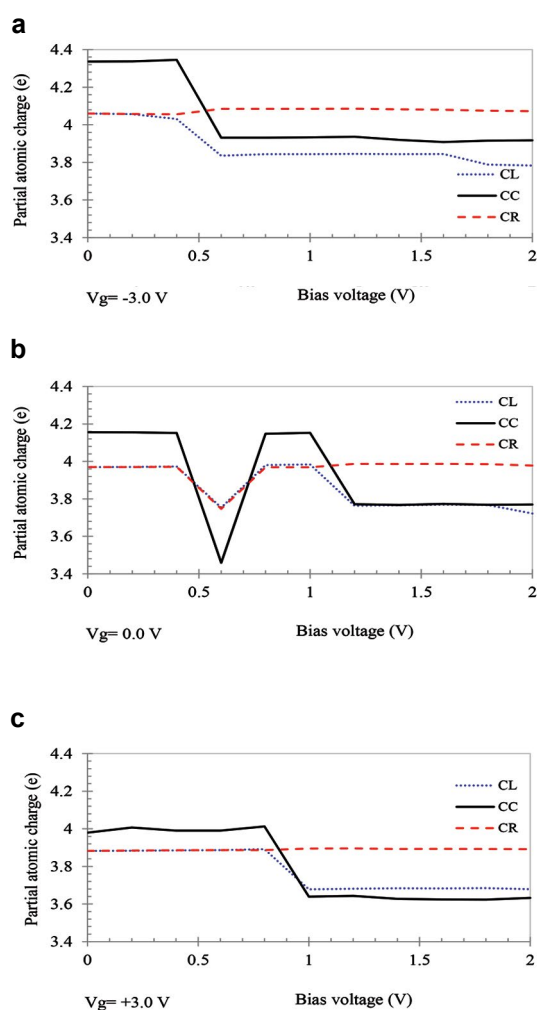 a
4.4
4.2
4
3.8
3.6
3.4
Partial atomic charge (e)
CL
CC
CR
0 0.5 1 1.5 2
Vg= -3.0 V
Bias voltage (V)
b
4.4
4.2
4
3.8
3.6
3.4
Partial atomic charge (e)
CL
CC
CR
0 0.5 1 1.5 2
Vg= 0.0 V
Bias voltage (V)
c
4.4
4.2
4
3.8
3.6
3.4
Partial atomic charge (e)
CL
CC
CR
0 0.5 1 1.5 2
Vg= +3.0 V
Bias voltage (V)